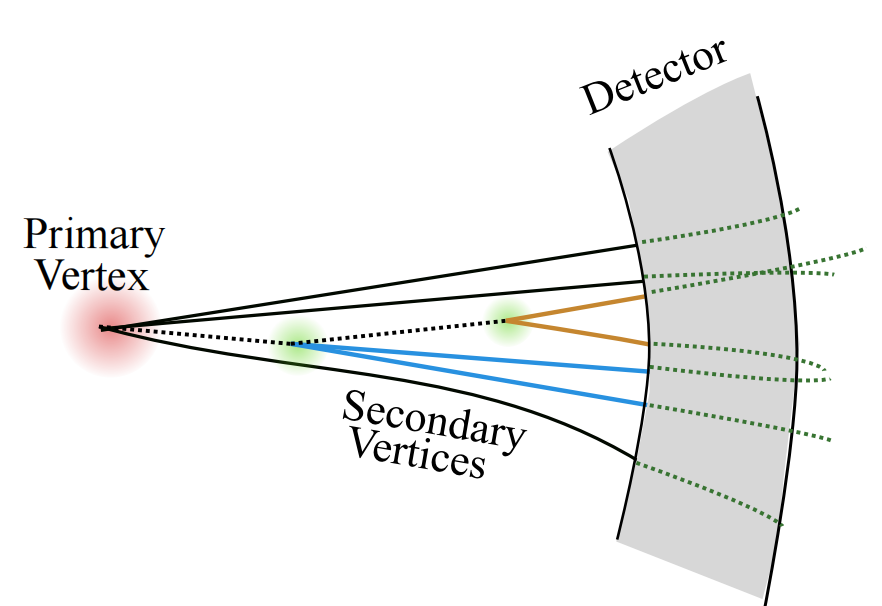 Detector
Primary
Vertex
Secondary
Vertices